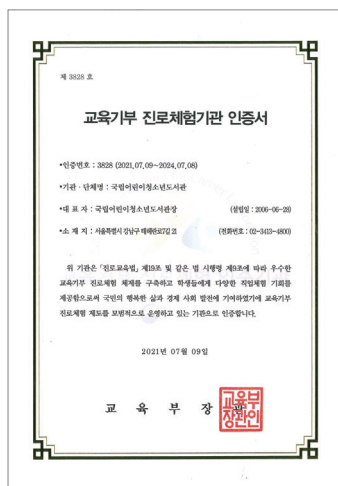 제 3828 호
교육기부 진로체험기관 인증서
•인증번호 : 3828 (2021.07.09~2024.07.08)
•기관 · 단체명 : 국립어린이청소년도서관
•대 표 자 : 국립어린이청소년도서관장 (설립일 : 2006-06-28)
•소 재 지 : 서울특별시 강남구 테헤란로7길 21 (전화번호 : 02-3413-4800)
위 기관은 「진로교육법」 제19조 및 같은 법 시행령 제9조에 따라 우수한
교육기부 진로체험 체제를 구축하고 학생들에게 다양한 직업체험 기회를
제공함으로써 국민의 행복한 삶과 경제 사회 발전에 기여하였기에 교육기부
진로체험 제도를 모범적으로 운영하고 있는 기관으로 인증합니다.
2021년 07월 09일
교 육 부 장 관
교육부
장관인